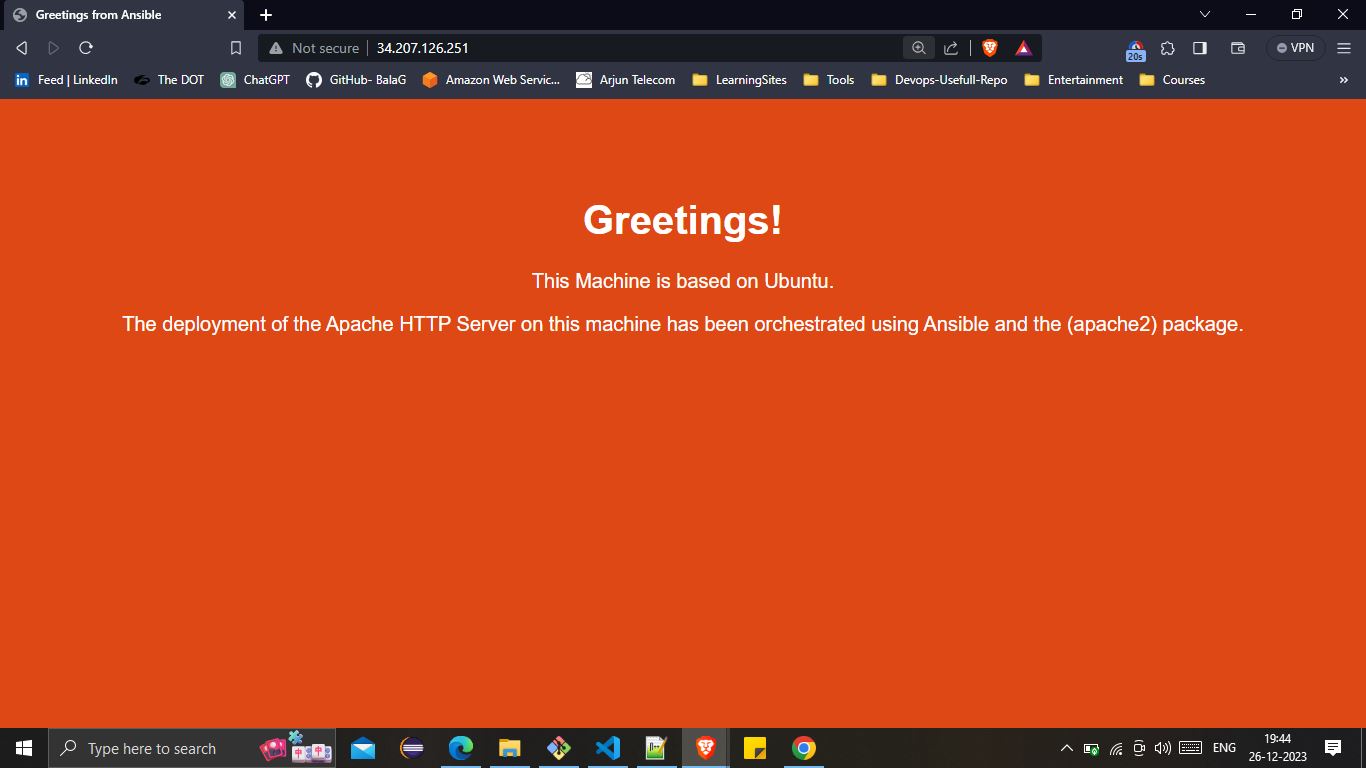 Greetings from Ansible
Not secure 34.207.126.251
20s
VPN
Feed | LinkedIn The DOT ChatGPT GitHub- BalaG Amazon Web Servic... Arjun Telecom LearningSites Tools Devops-Usefull-Repo Entertainment Courses
Greetings!
This Machine is based on Ubuntu.
The deployment of the Apache HTTP Server on this machine has been orchestrated using Ansible and the (apache2) package.
Type here to search
ENG
19:44
26-12-2023